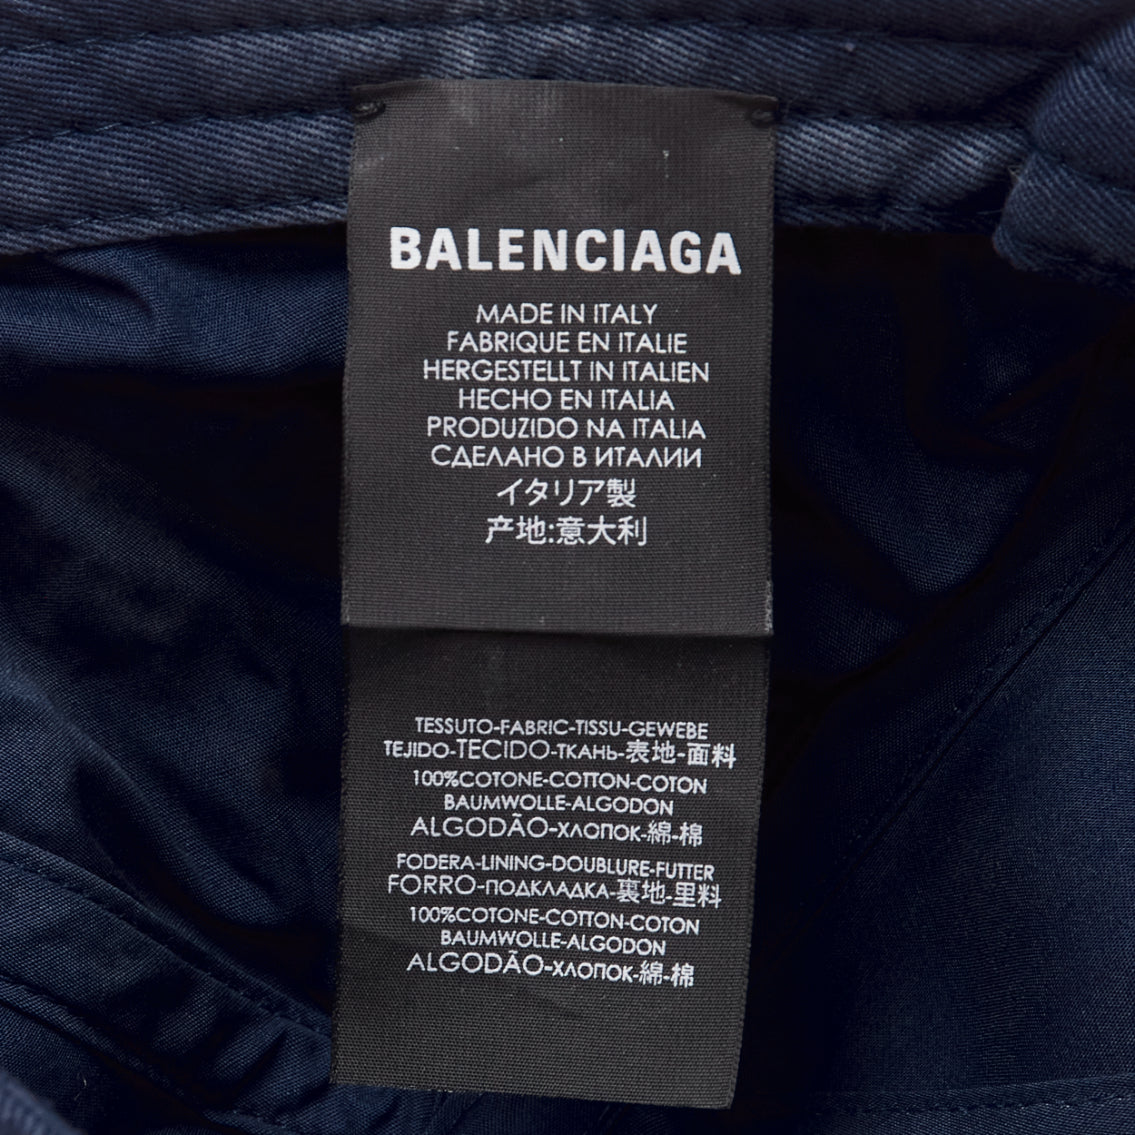 BALENCIAGA
MADE IN ITALY
FABRIQUE EN ITALIE
HERGESTELLT IN ITALIEN
HECHO EN ITALIA
PRODUZIDO NA ITALIA
СДЕЛАНО В ИТАЛИИ
イタリア製
产地:意大利
TESSUTO-FABRIC-TISSU-GEWEBE
TEJIDO-TECIDO-ТКАНЬ-表地-面料
100%COTONE-COTTON-COTON
BAUMWOLLE-ALGODON
ALGODÃO-ХЛОПОК-綿-棉
FODERA-LINING-DOUBLURE-FUTTER
FORRO-ПОДКЛАДКА-裏地-里料
100%COTONE-COTTON-COTON
BAUMWOLLE-ALGODON
ALGODÃO-ХЛОПОК-綿-棉